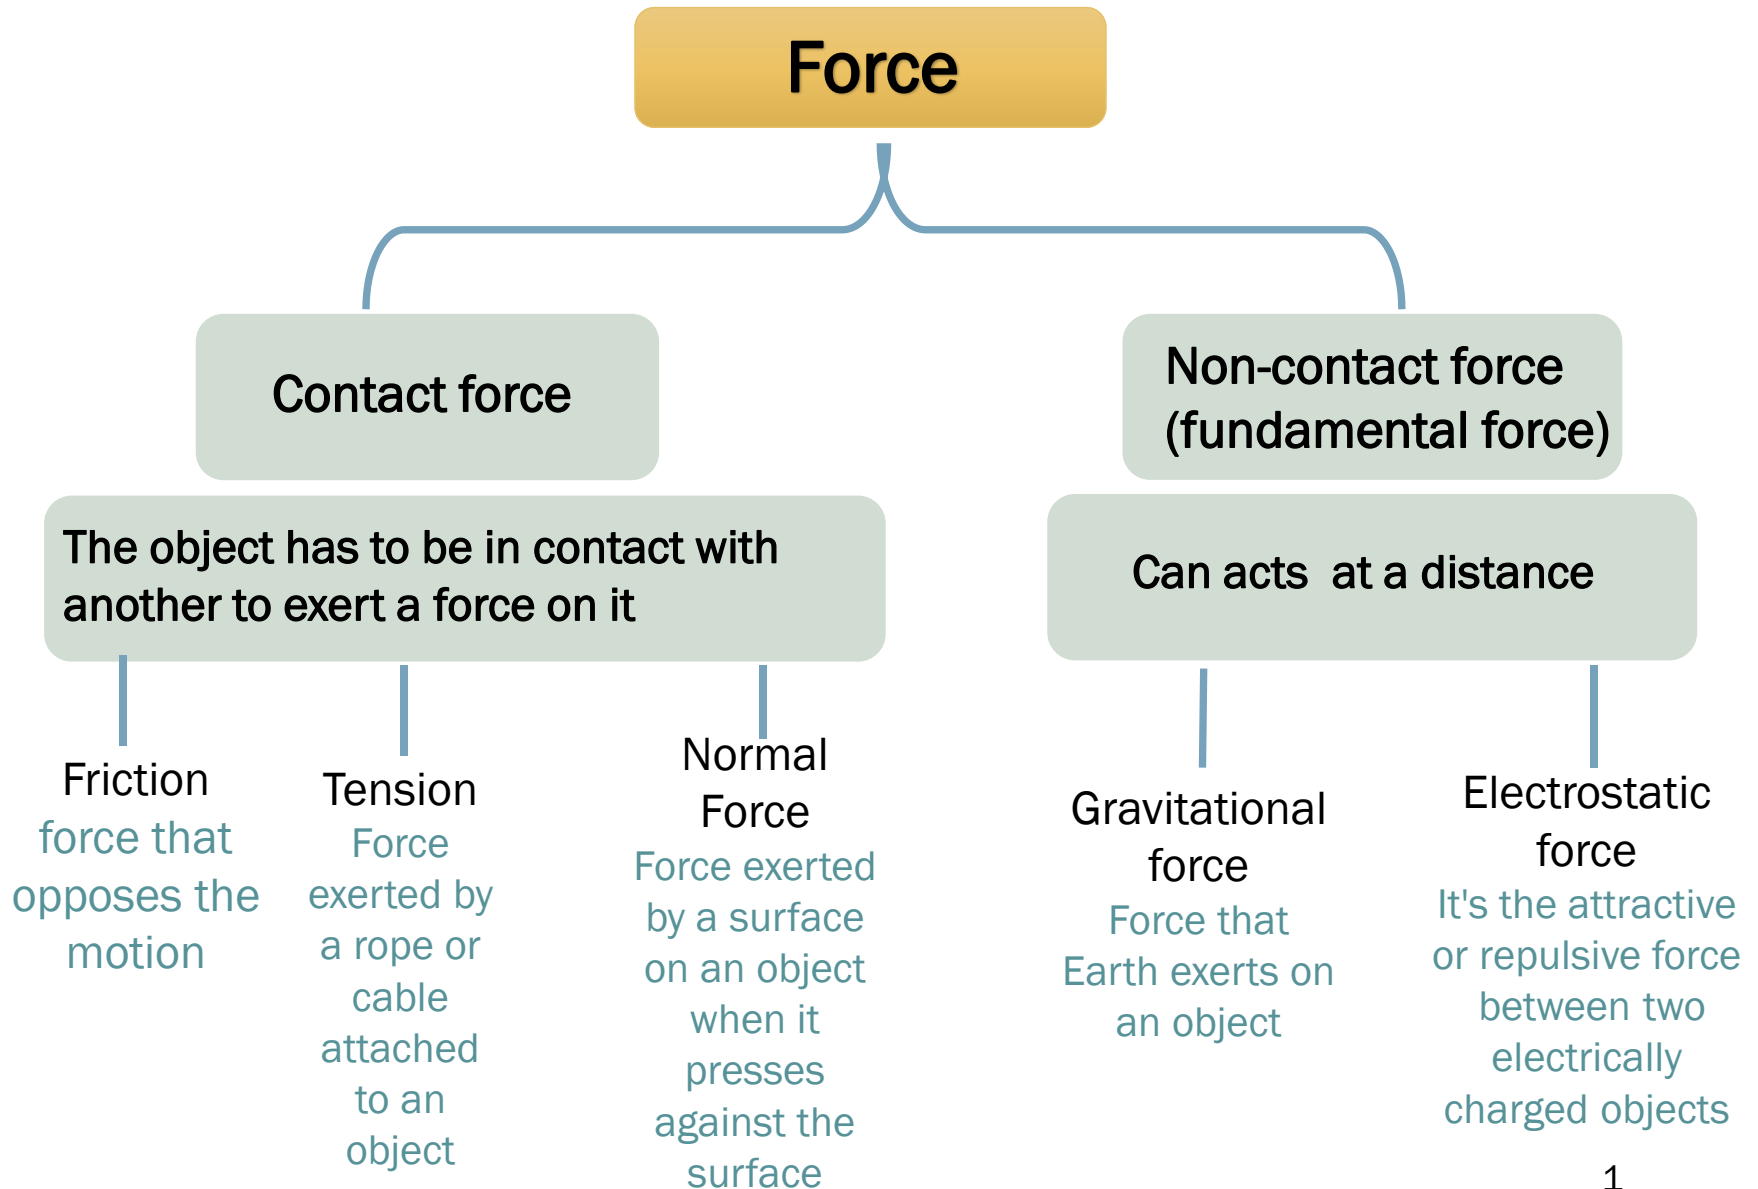 Force
Contact force
Non-contact force
(fundamental force)
The object has to be in contact with
another to exert a force on it
Can acts at a distance
Friction
force that
opposes the
motion
Tension
Force
exerted by
a rope or
cable
attached
to an
object
Normal
Force
Force exerted
by a surface
on an object
when it
presses
against the
surface
Gravitational
force
Force that
Earth exerts on
an object
Electrostatic
force
It's the attractive
or repulsive force
between two
electrically
charged objects
1